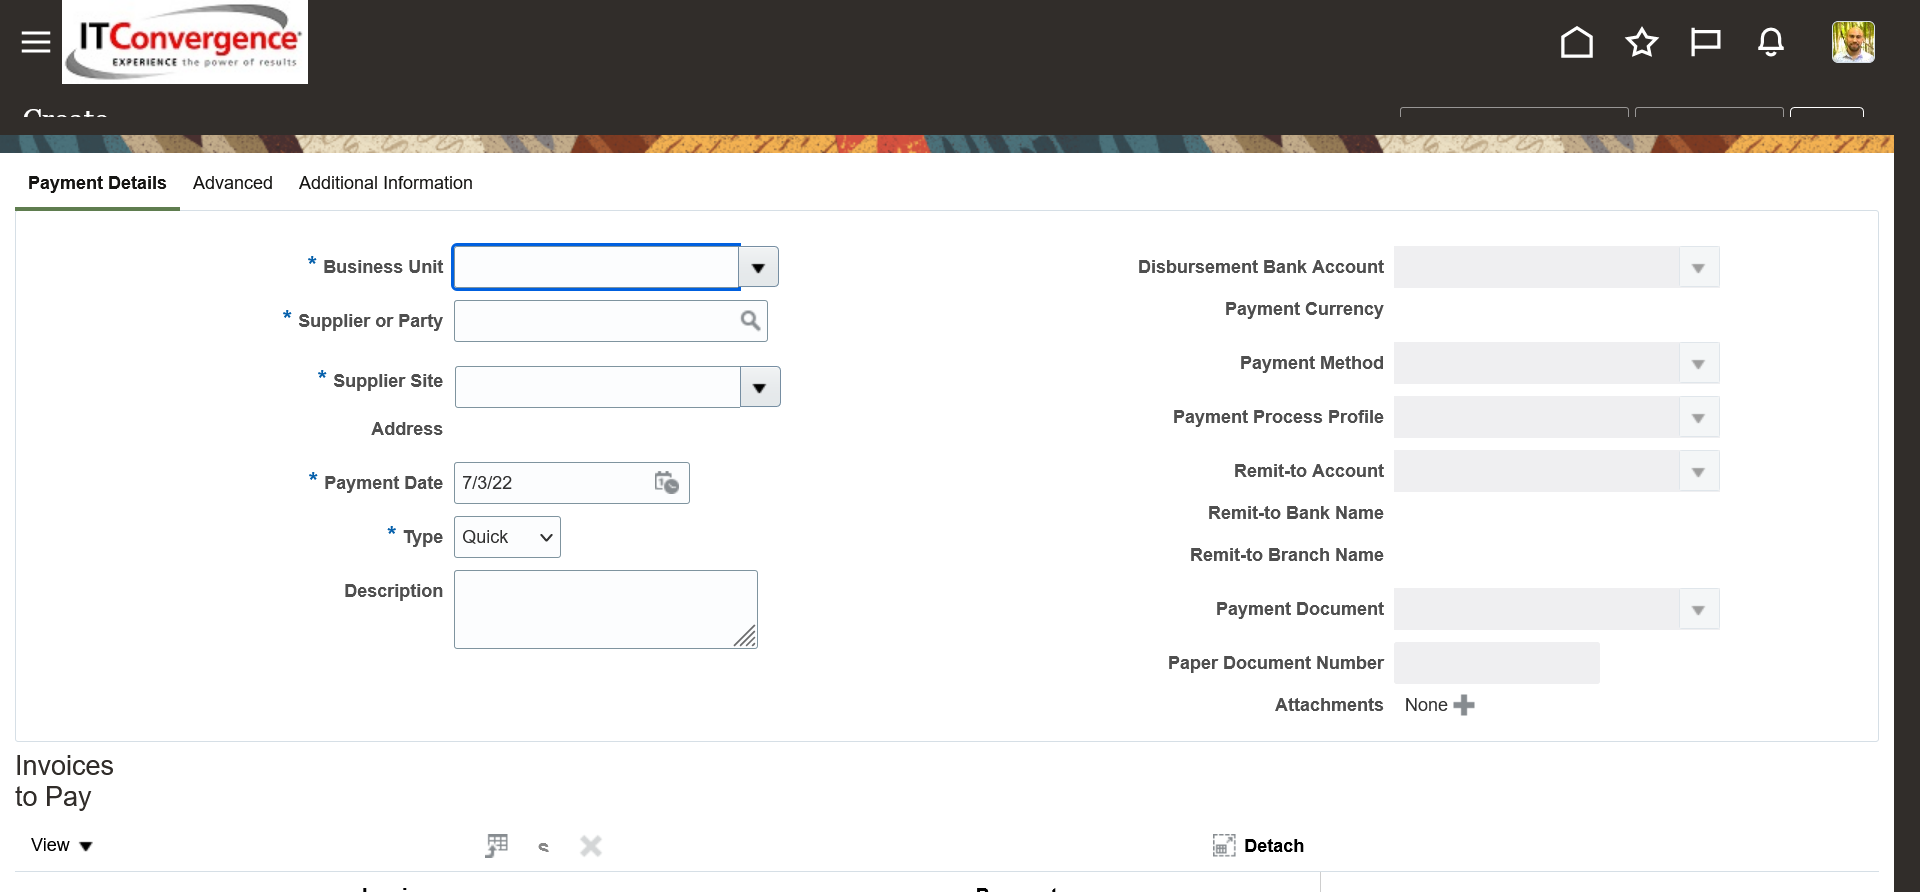 ITConvergence
EXPERIENCE the power of results
Create
Payment Details
Advanced
Additional Information
* Business Unit
* Supplier or Party
* Supplier Site
Address
* Payment Date 7/3/22
* Type Quick
Description
Disbursement Bank Account
Payment Currency
Payment Method
Payment Process Profile
Remit-to Account
Remit-to Bank Name
Remit-to Branch Name
Payment Document
Paper Document Number
Attachments None
Invoices
to Pay
View
Detach